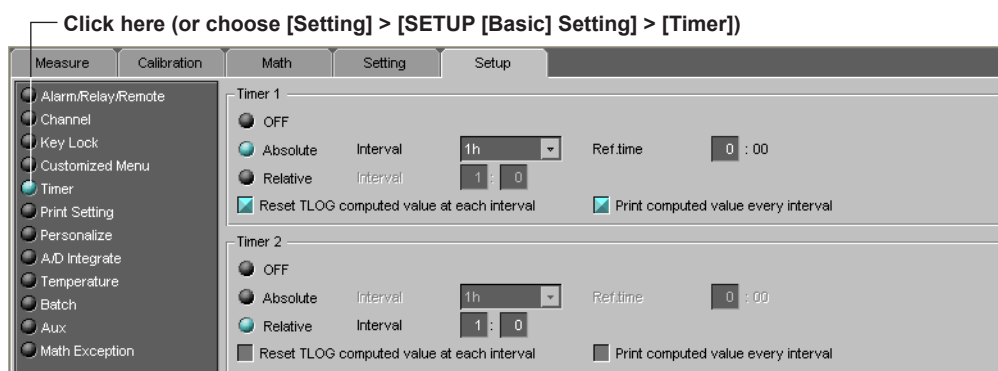 Click here (or choose [Setting] > [SETUP [Basic] Setting] > [Timer])
Measure Calibration Math Setting Setup
Alarm/Relay/Remote
Channel
Key Lock
Customized Menu
Timer
Print Setting
Personalize
A/D Integrate
Temperature
Batch
Aux
Math Exception
Timer 1
OFF
Absolute Interval 1h Ref.time 0 : 00
Relative Interval 1 : 0
Reset TLOG computed value at each interval Print computed value every interval
Timer 2
OFF
Absolute Interval 1h Ref.time 0 : 00
Relative Interval 1 : 0
Reset TLOG computed value at each interval Print computed value every interval